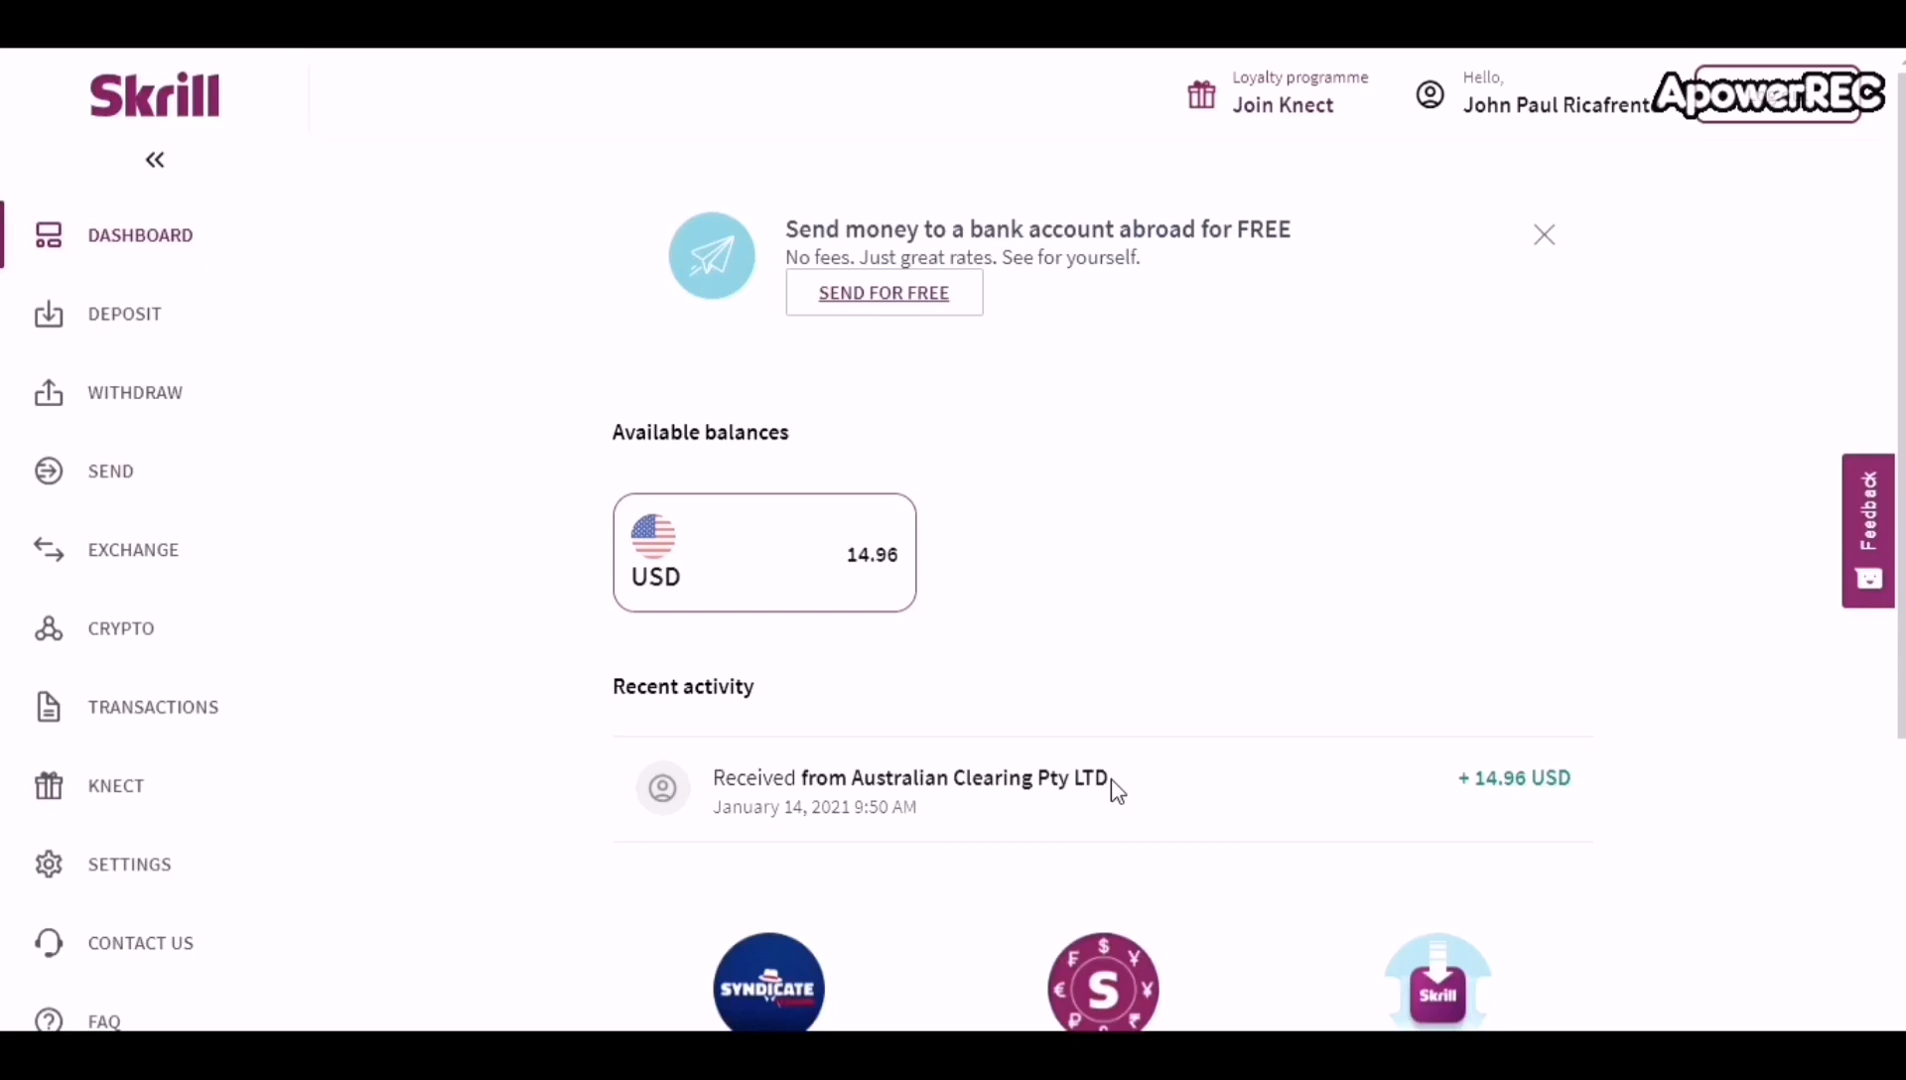 Skrill
Loyalty programme
Join Knect
Hello,
John Paul Ricafrent
ApowerREC
DASHBOARD
DEPOSIT
WITHDRAW
SEND
EXCHANGE
CRYPTO
TRANSACTIONS
KNECT
SETTINGS
CONTACT US
FAQ
Send money to a bank account abroad for FREE
No fees. Just great rates. See for yourself.
SEND FOR FREE
Available balances
USD
14.96
Recent activity
Received from Australian Clearing Pty LTD
+ 14.96 USD
January 14, 2021 9:50 AM
SYNDICATE
S
Skrill
Feedback